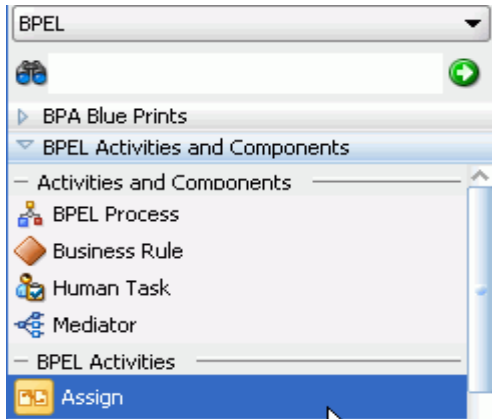 BPEL
BPA Blue Prints
BPEL Activities and Components
Activities and Components
BPEL Process
Business Rule
Human Task
Mediator
BPEL Activities
Assign